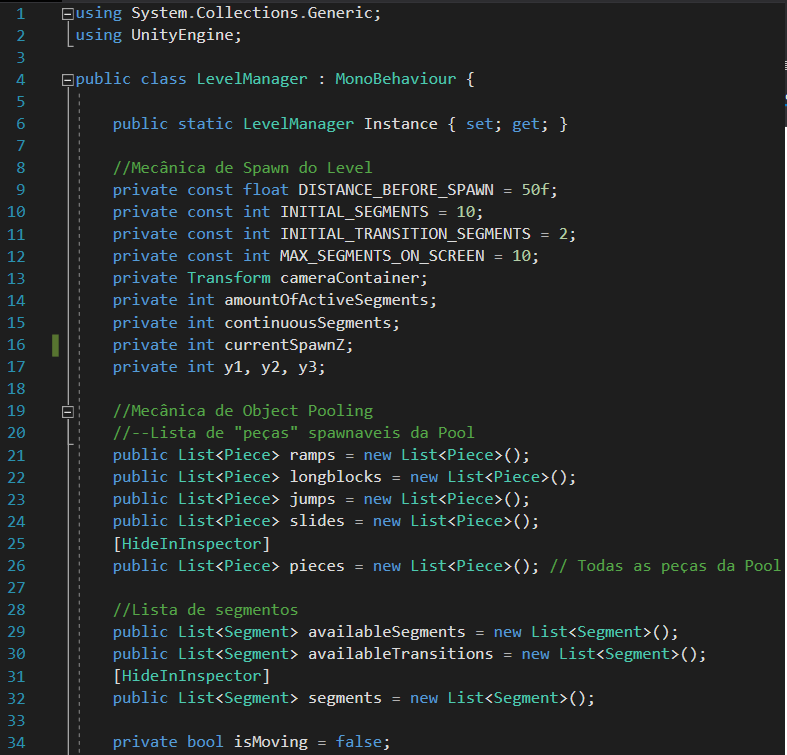 1 using System.Collections.Generic;
2 using UnityEngine;
3
4 public class LevelManager : MonoBehaviour {
5
6 public static LevelManager Instance { set; get; }
7
8 //Mecânica de Spawn do Level
9 private const float DISTANCE_BEFORE_SPAWN = 50f;
10 private const int INITIAL_SEGMENTS = 10;
11 private const int INITIAL_TRANSITION_SEGMENTS = 2;
12 private const int MAX_SEGMENTS_ON_SCREEN = 10;
13 private Transform cameraContainer;
14 private int amountOfActiveSegments;
15 private int continuousSegments;
16 private int currentSpawnZ;
17 private int y1, y2, y3;
18
19 //Mecânica de Object Pooling
20 //--Lista de "peças" spawnaveis da Pool
21 public List<Piece> ramps = new List<Piece>();
22 public List<Piece> longblocks = new List<Piece>();
23 public List<Piece> jumps = new List<Piece>();
24 public List<Piece> slides = new List<Piece>();
25 [HideInInspector]
26 public List<Piece> pieces = new List<Piece>(); // Todas as peças da Pool
27
28 //Lista de segmentos
29 public List<Segment> availableSegments = new List<Segment>();
30 public List<Segment> availableTransitions = new List<Segment>();
31 [HideInInspector]
32 public List<Segment> segments = new List<Segment>();
33
34 private bool isMoving = false;